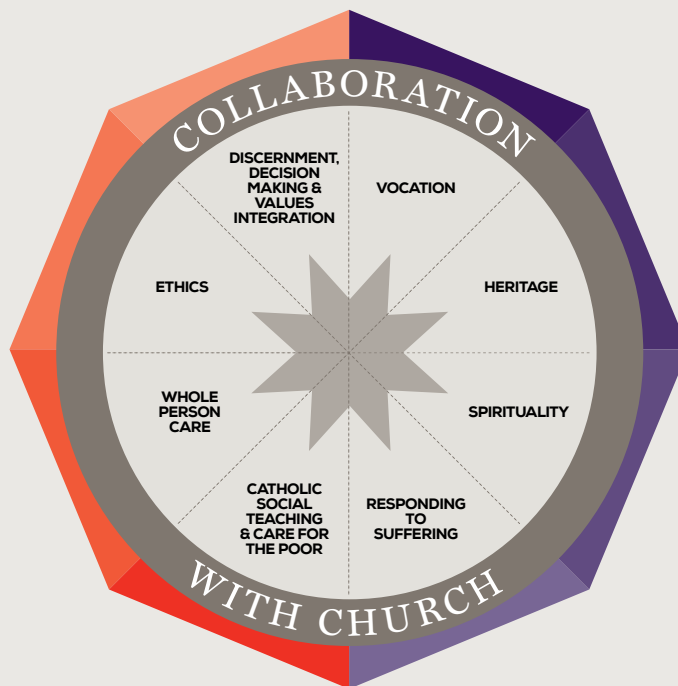 COLLABORATION
DISCERNMENT,
DECISION
MAKING &
VALUES
INTEGRATION
VOCATION
HERITAGE
SPIRITUALITY
RESPONDING
TO
SUFFERING
CATHOLIC
SOCIAL
TEACHING
& CARE FOR
THE POOR
WHOLE
PERSON
CARE
ETHICS
WITH CHURCH